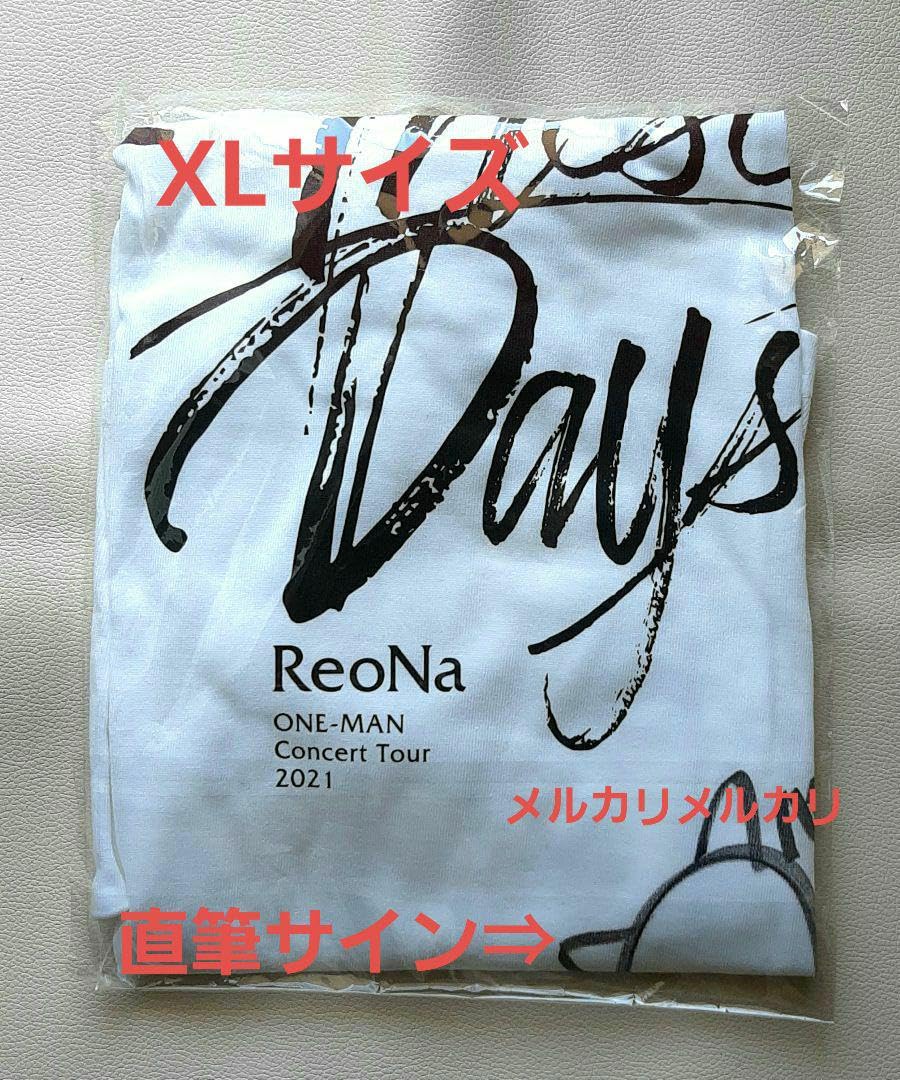 XLサイズ
Days
ReoNa
ONE-MAN
Concert Tour
2021
メルカリメルカリ
直筆サイン⇒